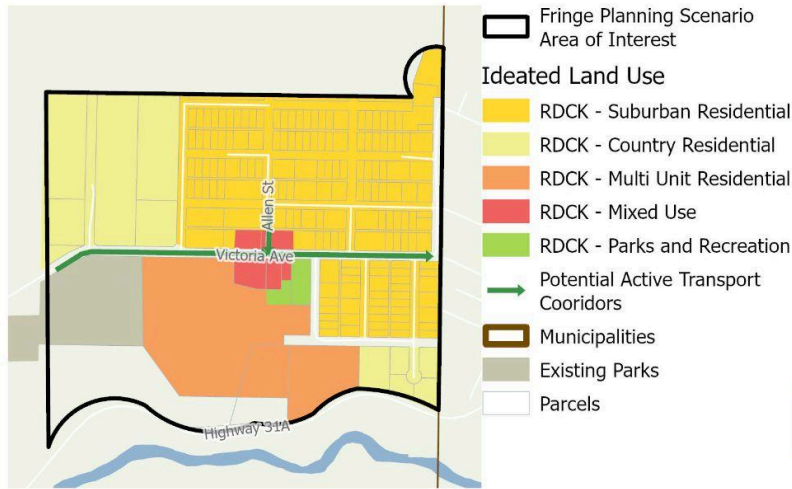 Fringe Planning Scenario
Area of Interest
Ideated Land Use
RDCK - Suburban Residential
RDCK - Country Residential
RDCK - Multi Unit Residential
RDCK - Mixed Use
RDCK - Parks and Recreation
Potential Active Transport
Cooridors
Municipalities
Existing Parks
Parcels
Allen St
Victoria Ave
Highway 31A